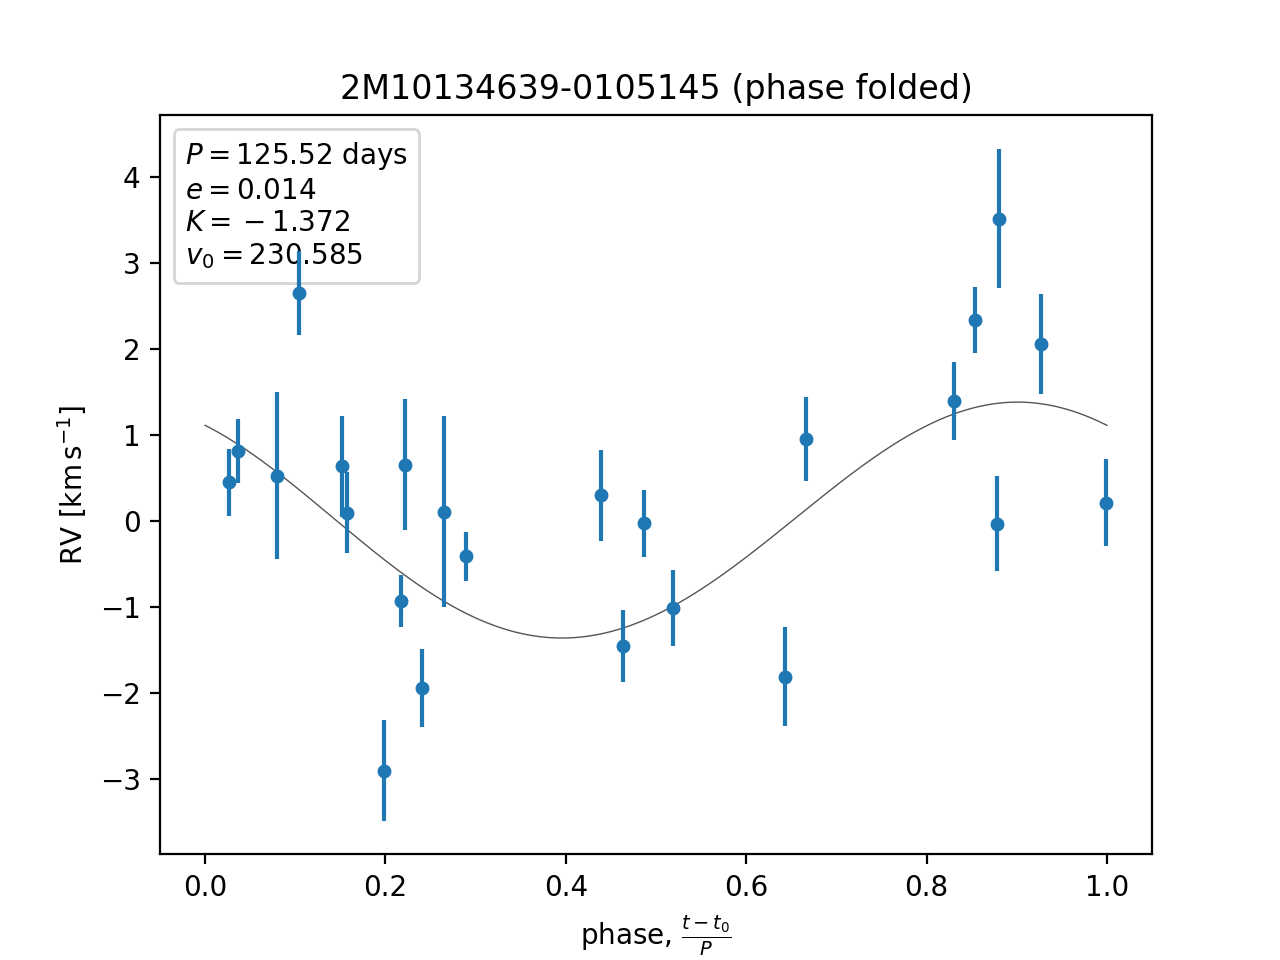 2M10134639-0105145 (phase folded)
P = 125.52 days
e = 0.014
K = −1.372
v₀ = 230.585
4
3
2
1
0
−1
−2
−3
RV [km s⁻¹]
0.0 0.2 0.4 0.6 0.8 1.0
phase, (t − t₀)/P